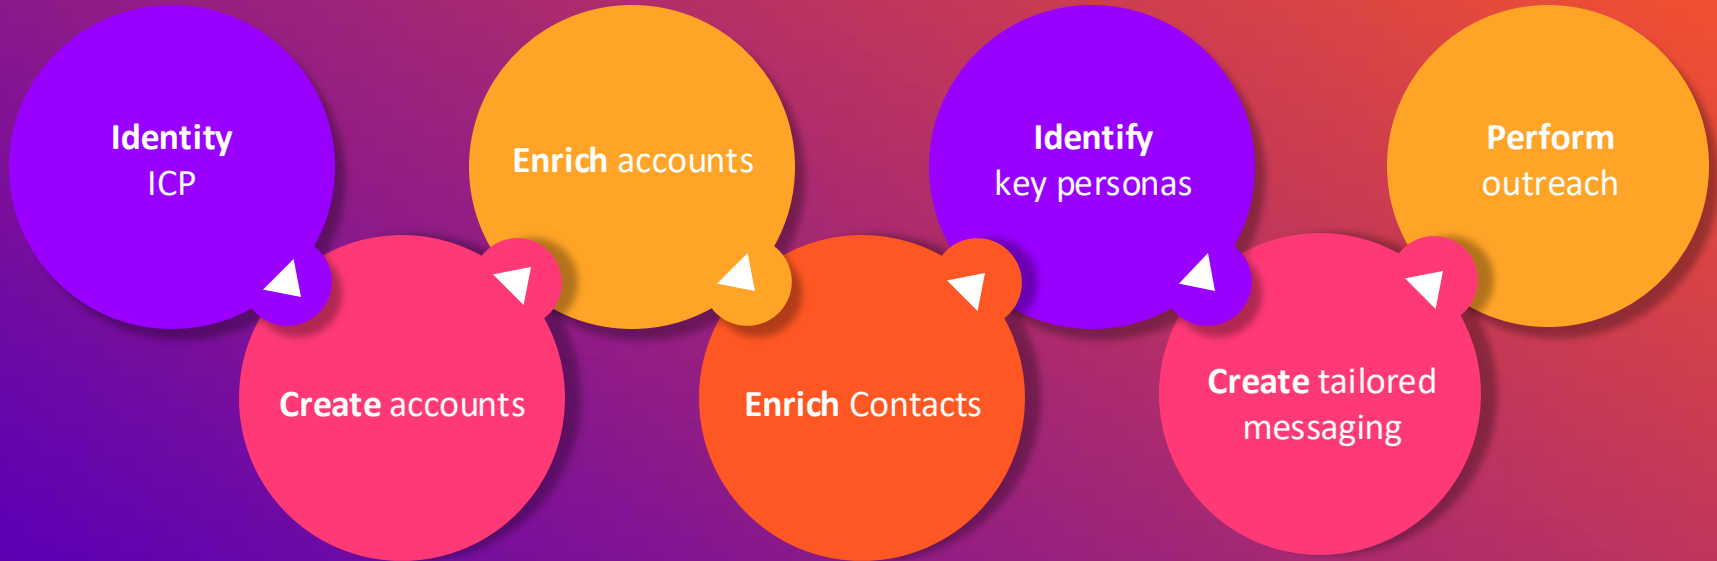 Identity
ICP
Create accounts
Enrich accounts
Enrich Contacts
Identify
key personas
Create tailored
messaging
Perform
outreach